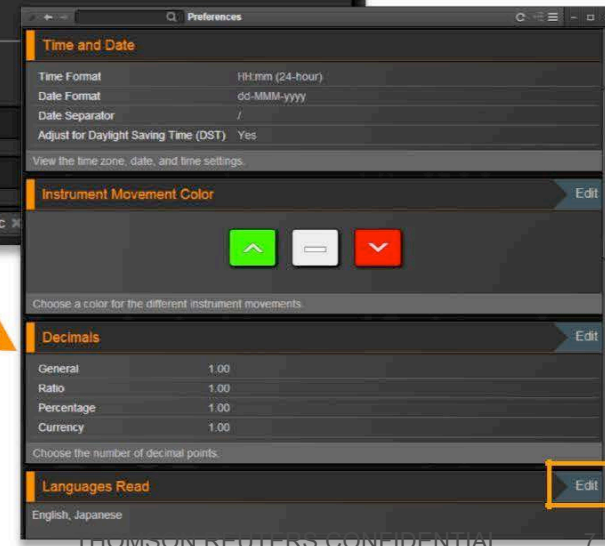 Preferences
Time and Date
Time Format HH:mm (24-hour)
Date Format dd-MMM-yyyy
Date Separator /
Adjust for Daylight Saving Time (DST) Yes
View the time zone, date, and time settings.
Instrument Movement Color Edit
Choose a color for the different instrument movements.
Decimals Edit
General 1.00
Ratio 1.00
Percentage 1.00
Currency 1.00
Choose the number of decimal points.
Languages Read Edit
English, Japanese
THOMSON REUTERS CONFIDENTIAL 7